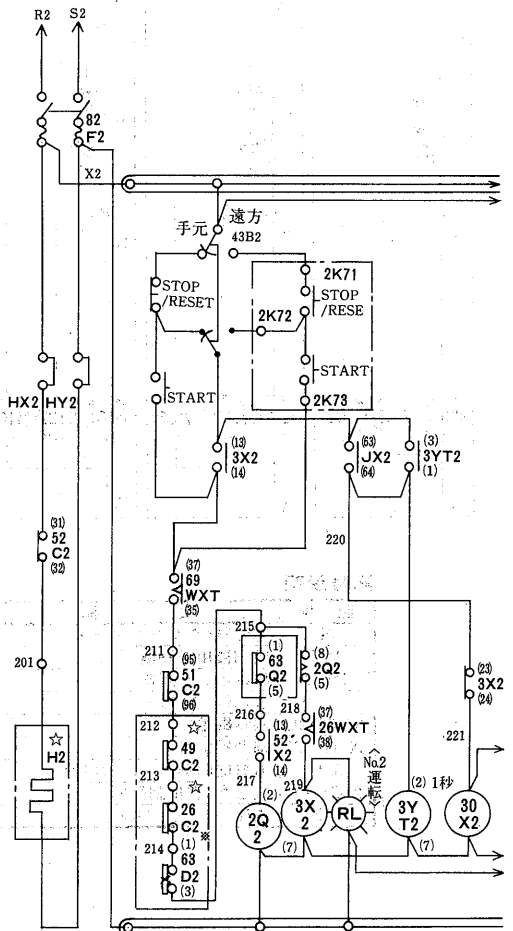 R2 S2
82
F2
X2
手元 遠方
43B2
STOP
/RESET
2K71
STOP
/RESE
2K72
START
START
2K73
HX2 HY2
(13)
3X2
(14)
(63)
JX2
(64)
(3)
3YT2
(1)
(31)
52
C2
(32)
220
(37)
69
WXT
(35)
201
211
(95)
51
C2
(96)
215
(1)
63
Q2
(5)
(8)
2Q2
(5)
(23)
3X2
(24)
☆
H2
212
☆
49
C2
213
☆
26
C2
※
214
(1)
63
D2
(3)
216
(13)
52
X2
(14)
217
218
(37)
26WXT
(38)
219
221
〈No.2運転〉
(2)
2Q
2
3X
2
(7)
RL
(2) 1秒
3Y
T2
(7)
30
X2